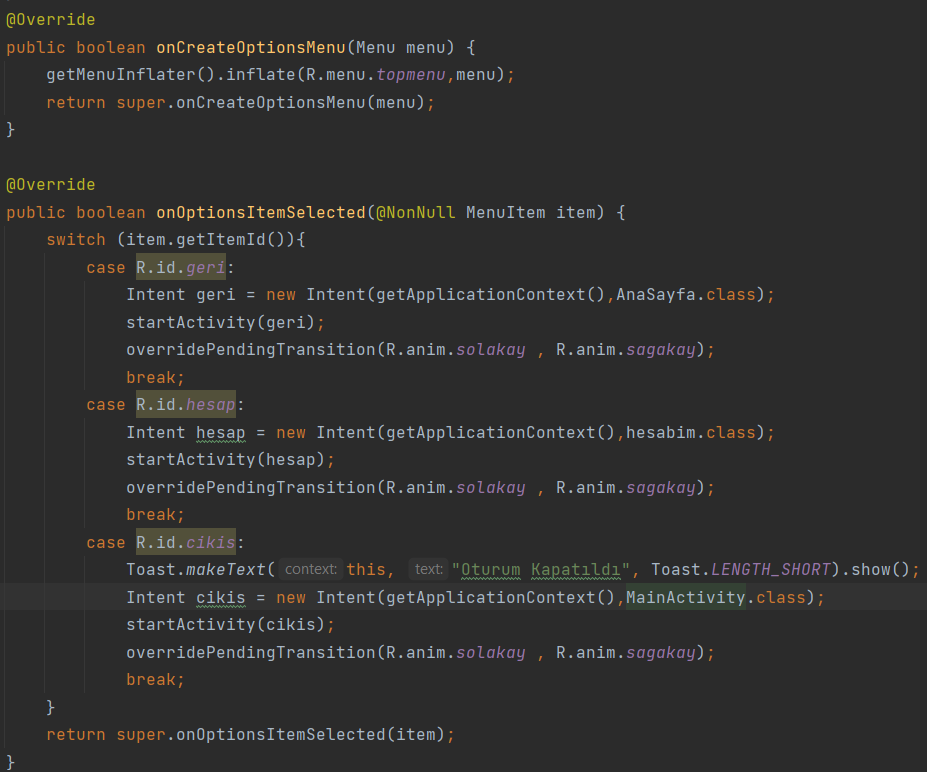 @Override
public boolean onCreateOptionsMenu(Menu menu) {
    getMenuInflater().inflate(R.menu.topmenu,menu);
    return super.onCreateOptionsMenu(menu);
}

@Override
public boolean onOptionsItemSelected(@NonNull MenuItem item) {
    switch (item.getItemId()){
        case R.id.geri:
            Intent geri = new Intent(getApplicationContext(),AnaSayfa.class);
            startActivity(geri);
            overridePendingTransition(R.anim.solakay , R.anim.sagakay);
            break;
        case R.id.hesap:
            Intent hesap = new Intent(getApplicationContext(),hesabim.class);
            startActivity(hesap);
            overridePendingTransition(R.anim.solakay , R.anim.sagakay);
            break;
        case R.id.cikis:
            Toast.makeText( context: this, text: "Oturum Kapatıldı", Toast.LENGTH_SHORT).show();
            Intent cikis = new Intent(getApplicationContext(),MainActivity.class);
            startActivity(cikis);
            overridePendingTransition(R.anim.solakay , R.anim.sagakay);
            break;
    }
    return super.onOptionsItemSelected(item);
}